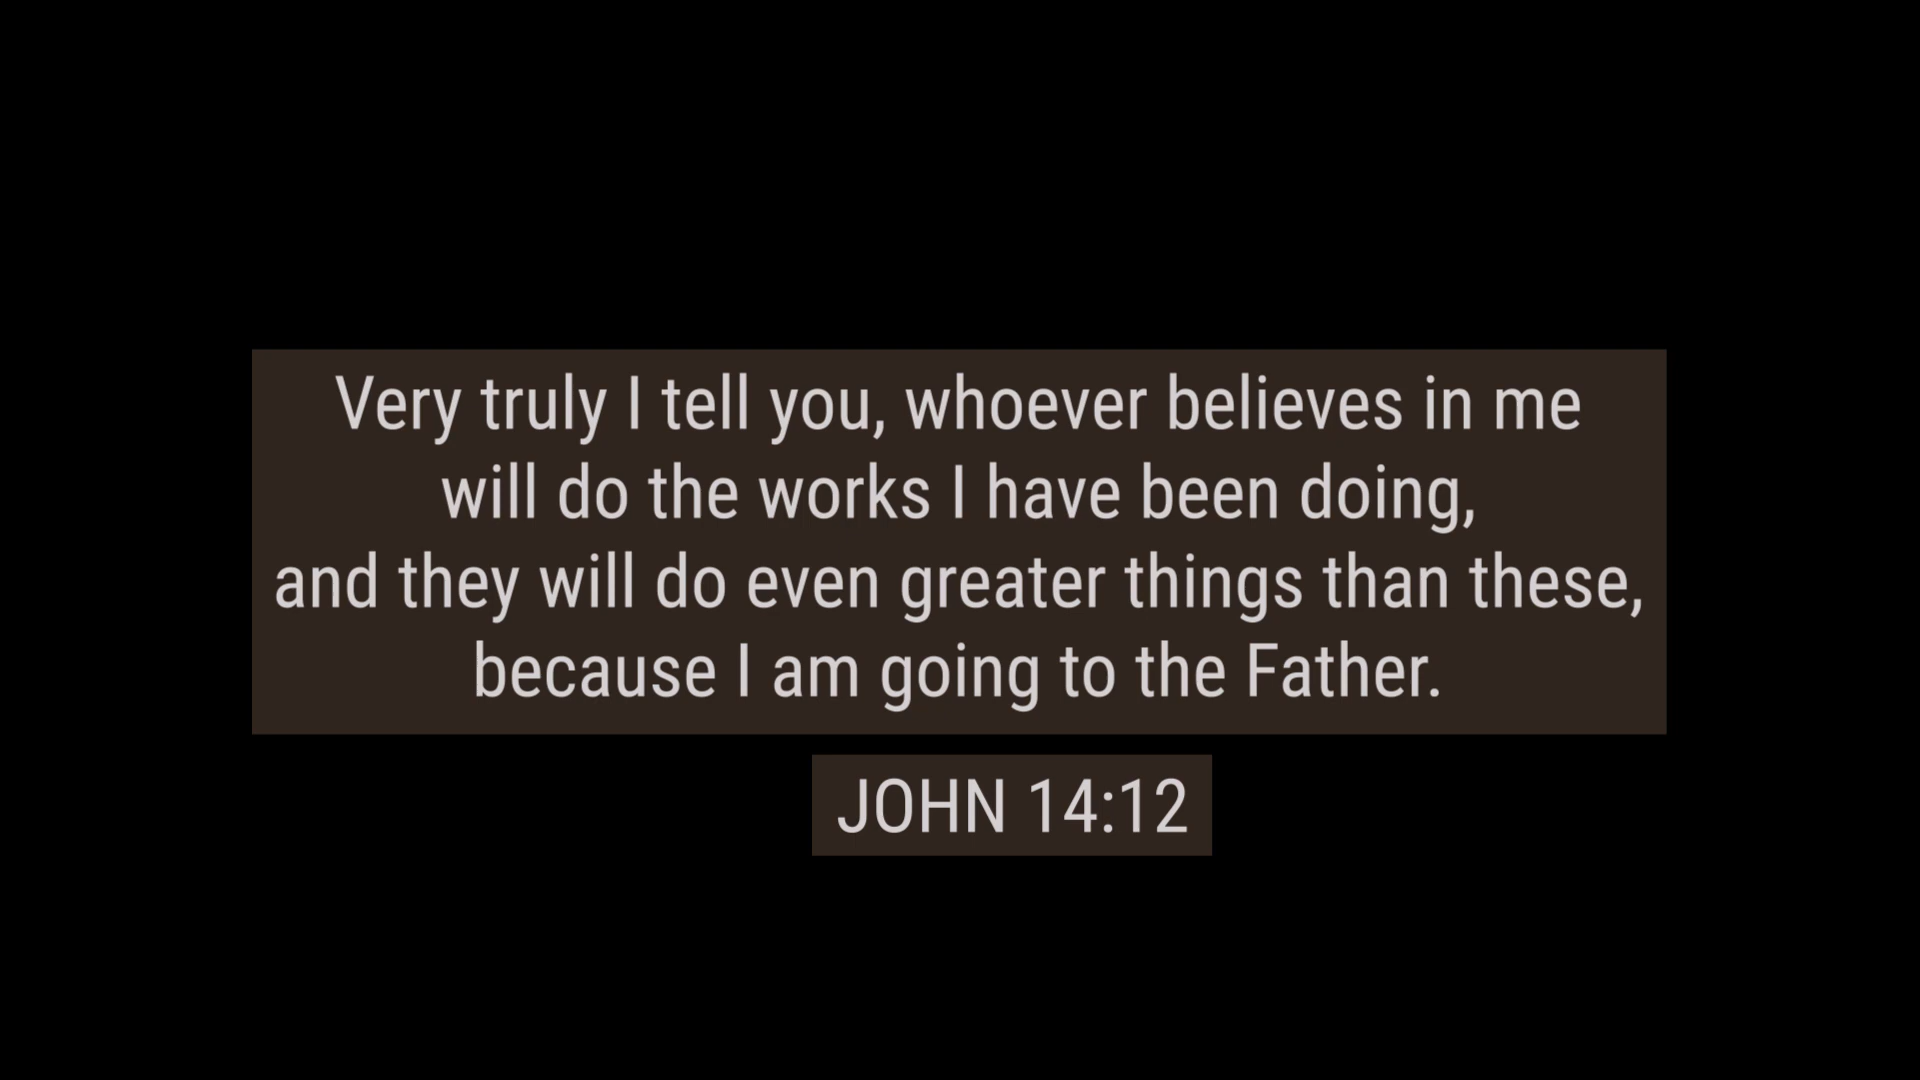 Very truly I tell you, whoever believes in me
will do the works I have been doing,
and they will do even greater things than these,
because I am going to the Father.
JOHN 14:12